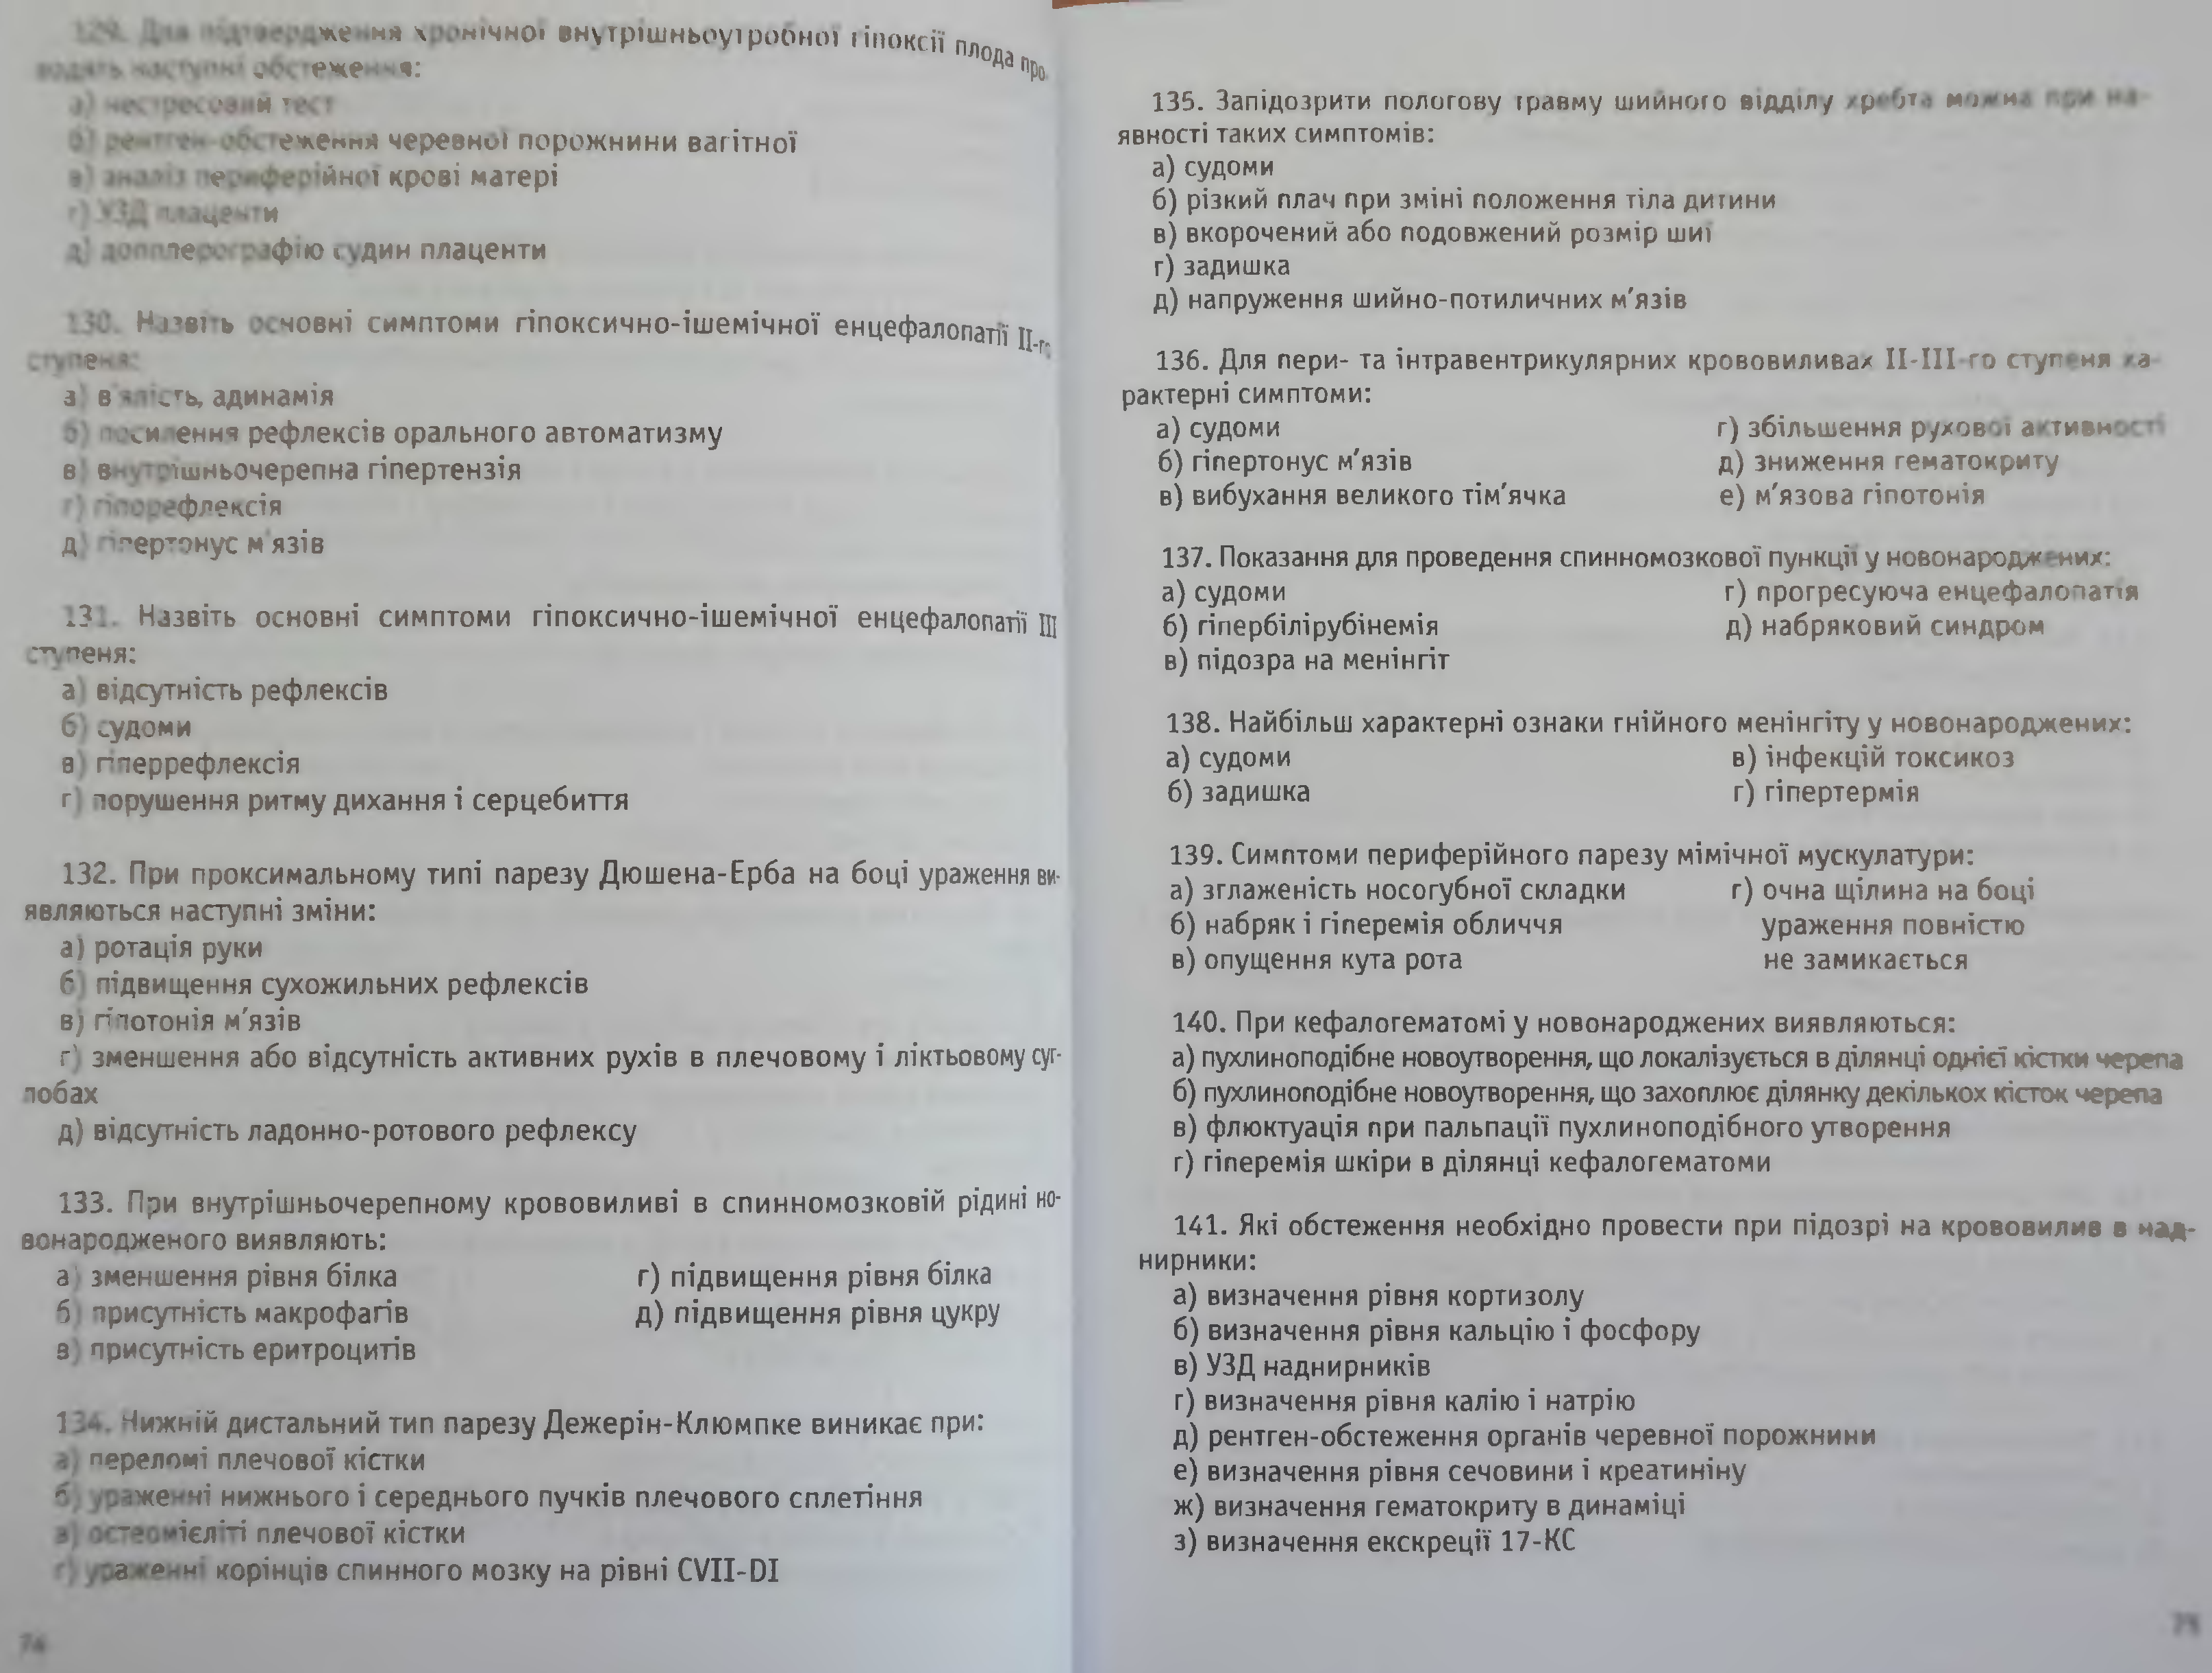 129. Для підтвердження хронічної внутрішньоутробної гіпоксії плода про-
водять наступні обстеження:
а) нестресовий тест
б) рентген-обстеження черевної порожнини вагітної
в) аналіз периферійної крові матері
г) УЗД плаценти
д) допплерографію судин плаценти
130. Назвіть основні симптоми гіпоксично-ішемічної енцефалопатії II-го
ступеня:
а) в'ялість, адинамія
б) посилення рефлексів орального автоматизму
в) внутрішньочерепна гіпертензія
г) гіпорефлексія
д) гіпертонус м'язів
131. Назвіть основні симптоми гіпоксично-ішемічної енцефалопатії III
ступеня:
а) відсутність рефлексів
б) судоми
в) гіперрефлексія
г) порушення ритму дихання і серцебиття
132. При проксимальному типі парезу Дюшена-Ерба на боці ураження ви-
являються наступні зміни:
а) ротація руки
б) підвищення сухожильних рефлексів
в) гіпотонія м'язів
г) зменшення або відсутність активних рухів в плечовому і ліктьовому суг-
лобах
д) відсутність ладонно-ротового рефлексу
133. При внутрішньочерепному крововиливі в спинномозковій рідині но-
вонародженого виявляють:
а) зменшення рівня білка
б) присутність макрофагів
в) присутність еритроцитів
г) підвищення рівня білка
д) підвищення рівня цукру
134. Нижній дистальний тип парезу Дежерін-Клюмпке виникає при:
а) переломі плечової кістки
б) ураженні нижнього і середнього пучків плечового сплетіння
в) остеомієліті плечової кістки
г) ураженні корінців спинного мозку на рівні CVII-DI
74
135. Запідозрити пологову травму шийного відділу хребта можна при на-
явності таких симптомів:
а) судоми
б) різкий плач при зміні положення тіла дитини
в) вкорочений або подовжений розмір шиї
г) задишка
д) напруження шийно-потиличних м'язів
136. Для пери- та інтравентрикулярних крововиливах II-III-го ступеня ха-
рактерні симптоми:
а) судоми
б) гіпертонус м'язів
в) вибухання великого тім'ячка
г) збільшення рухової активності
д) зниження гематокриту
е) м'язова гіпотонія
137. Показання для проведення спинномозкової пункції у новонароджених:
а) судоми
б) гіпербілірубінемія
в) підозра на менінгіт
г) прогресуюча енцефалопатія
д) набряковий синдром
138. Найбільш характерні ознаки гнійного менінгіту у новонароджених:
а) судоми
б) задишка
в) інфекцій токсикоз
г) гіпертермія
139. Симптоми периферійного парезу мімічної мускулатури:
а) зглаженість носогубної складки
б) набряк і гіперемія обличчя
в) опущення кута рота
г) очна щілина на боці
ураження повністю
не замикається
140. При кефалогематомі у новонароджених виявляються:
а) пухлиноподібне новоутворення, що локалізується в ділянці однієї кістки черепа
б) пухлиноподібне новоутворення, що захоплює ділянку декількох кісток черепа
в) флюктуація при пальпації пухлиноподібного утворення
г) гіперемія шкіри в ділянці кефалогематоми
141. Які обстеження необхідно провести при підозрі на крововилив в над-
нирники:
а) визначення рівня кортизолу
б) визначення рівня кальцію і фосфору
в) УЗД наднирників
г) визначення рівня калію і натрію
д) рентген-обстеження органів черевної порожнини
е) визначення рівня сечовини і креатиніну
ж) визначення гематокриту в динаміці
з) визначення екскреції 17-КС
75